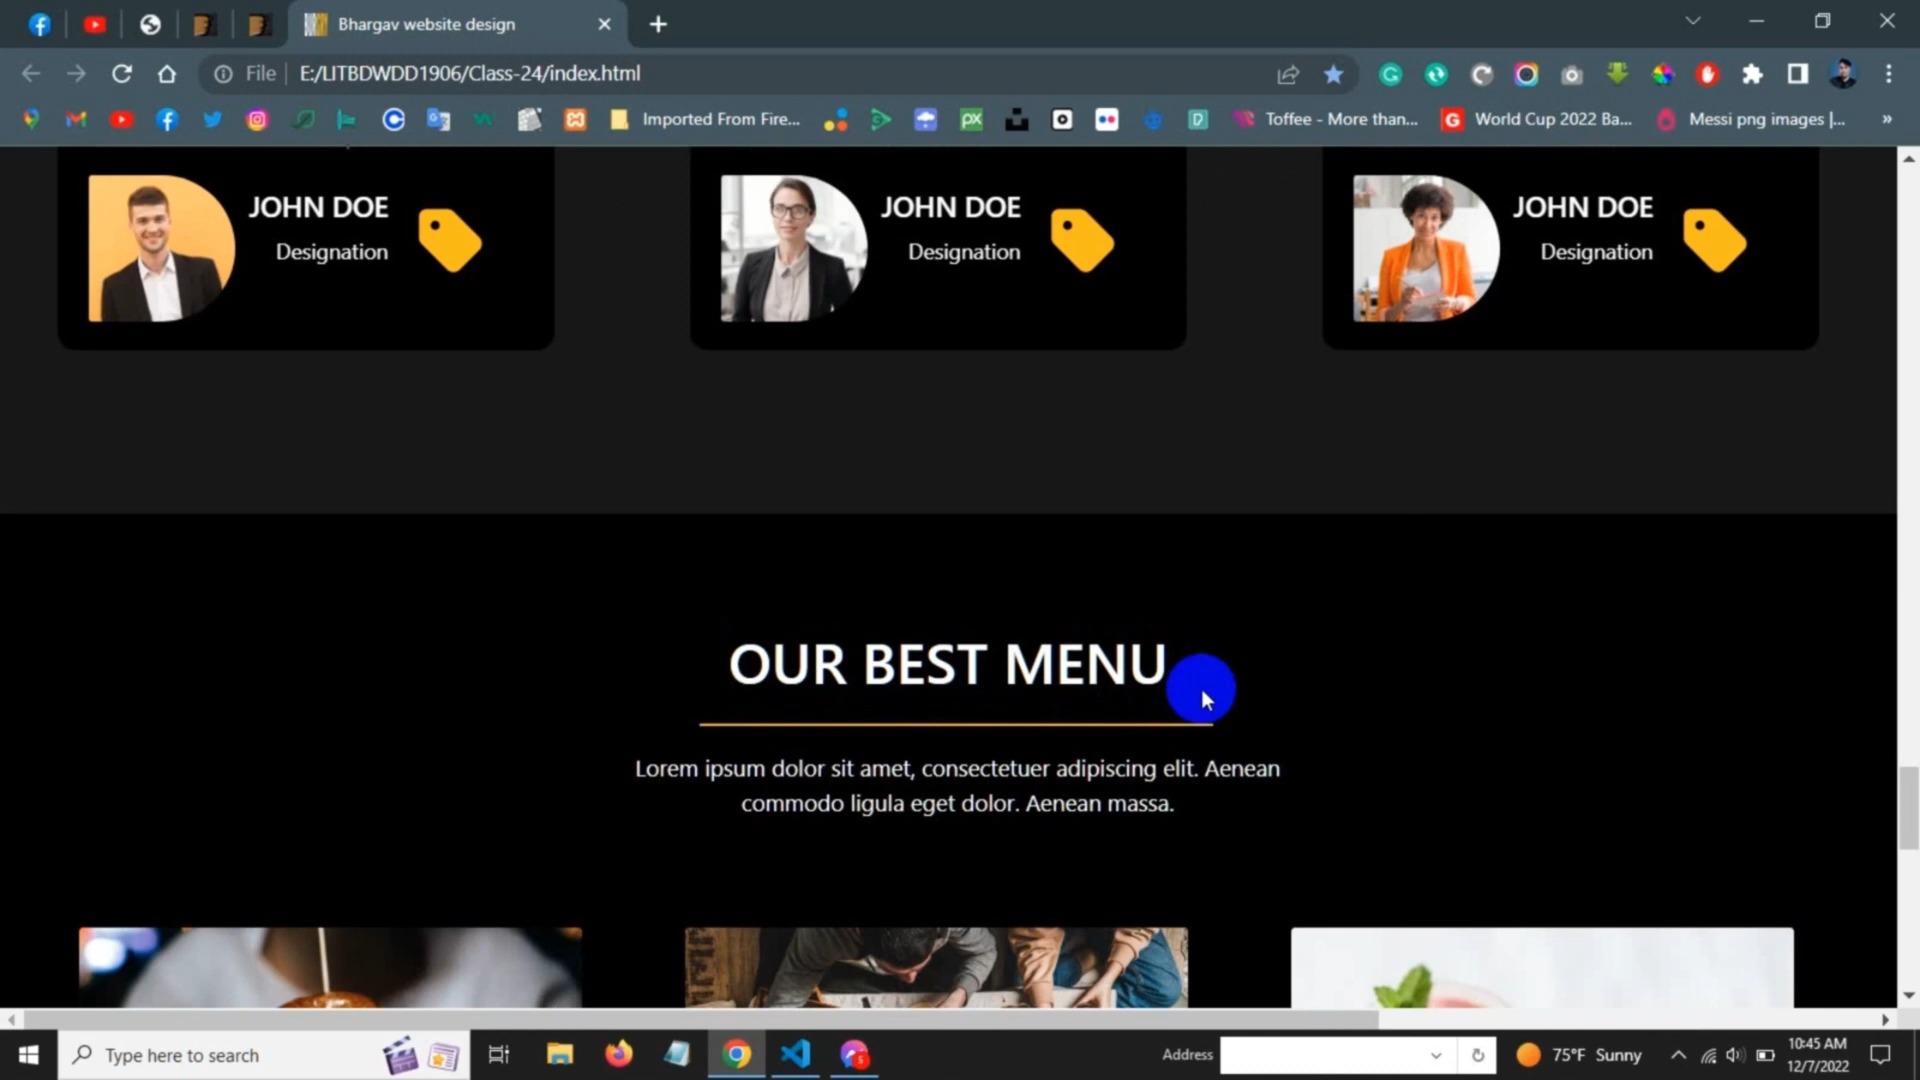 Bhargav website design
File
E:/LITBDWDD1906/Class-24/index.html
Imported From Fire...
Toffee - More than...
World Cup 2022 Ba...
Messi png images |...
»
JOHN DOE
Designation
JOHN DOE
Designation
JOHN DOE
Designation
OUR BEST MENU
Lorem ipsum dolor sit amet, consectetuer adipiscing elit. Aenean
commodo ligula eget dolor. Aenean massa.
Type here to search
Address
75°F Sunny
10:45 AM
12/7/2022